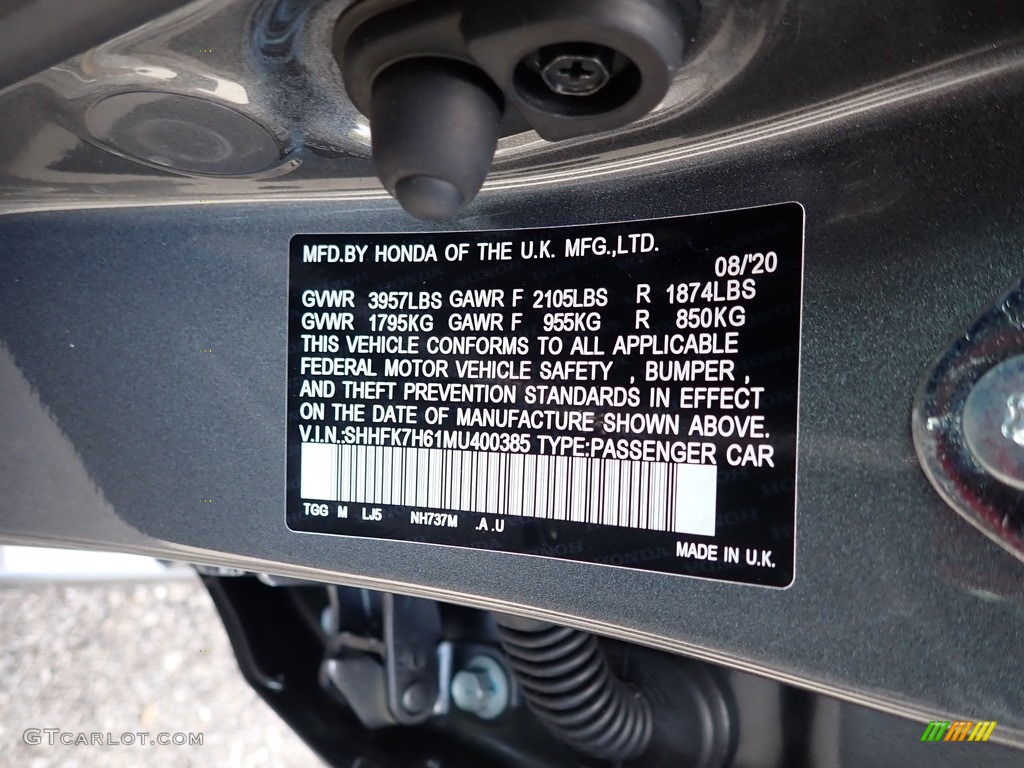 MFD.BY HONDA OF THE U.K. MFG.,LTD.
08/'20
GVWR 3957LBS GAWR F 2105LBS R 1874LBS
GVWR 1795KG GAWR F 955KG R 850KG
THIS VEHICLE CONFORMS TO ALL APPLICABLE
FEDERAL MOTOR VEHICLE SAFETY , BUMPER ,
AND THEFT PREVENTION STANDARDS IN EFFECT
ON THE DATE OF MANUFACTURE SHOWN ABOVE.
V.I.N.:SHHFK7H61MU400385 TYPE:PASSENGER CAR
TGG M LJ5 NH737M .A .U
MADE IN U.K.
GTCARLOT.COM